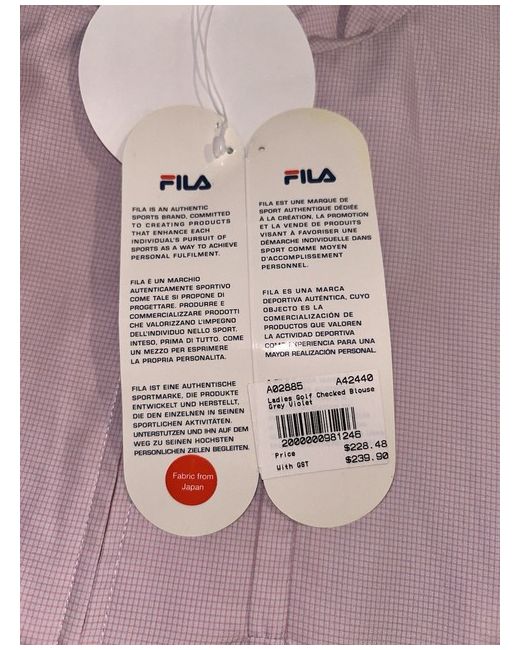 FILA
FILA IS AN AUTHENTIC
SPORTS BRAND, COMMITTED
TO CREATING PRODUCTS
THAT ENHANCE EACH
INDIVIDUAL'S PURSUIT OF
SPORTS AS A WAY TO ACHIEVE
PERSONAL FULFILMENT.
FILA È UN MARCHIO
AUTENTICAMENTE SPORTIVO
COME TALE SI PROPONE DI
PROGETTARE. PRODURRE E
COMMERCIALIZZARE PRODOTTI
CHE VALORIZZANO L'IMPEGNO
DELL'INDIVIDUO NELLO SPORT.
INTESO, PRIMA DI TUTTO. COME
UN MEZZO PER ESPRIMERE
LA PROPRIA PERSONALITA.
FILA IST EINE AUTHENTISCHE
SPORTMARKE, DIE PRODUKTE
ENTWICKELT UND HERSTELLT,
DIE DEN EINZELNEN IN SEINEN
SPORTLICHEN AKTIVITÄTEN.
UNTERSTUTZEN UND IHN AUF DEM
WEG ZU SEINEN HOCHSTEN
PERSONLICHEN ZIELEN BEGLEITEN.
Fabric from
Japan
FILA
FILA EST UNE MARQUE DE
SPORT AUTHENTIQUE DÉDIÉE
À LA CRÉATION, LA PROMOTION
ET LA VENDE DE PRODUITS
VISANT À FAVORISER UNE
DÉMARCHE INDIVIDUELLE DANS
SPORT COMME MOYEN
D'ACCOMPLISSEMENT
PERSONNEL.
FILA ES UNA MARCA
DEPORTIVA AUTÉNTICA, CUYO
OBJECTO ES LA
COMERCIALIZACIÓN DE
PRODUCTOS QUE VALOREN
LA ACTIVIDAD DEPORTIVA
COMO EXPERIENCIA PARA UNA
MAYOR REALIZACIÓN PERSONAL.
A02885 A42440
Ladies Golf Checked Blouse
Grey Violet
2000000981246
Price $228.48
With GST $239.90